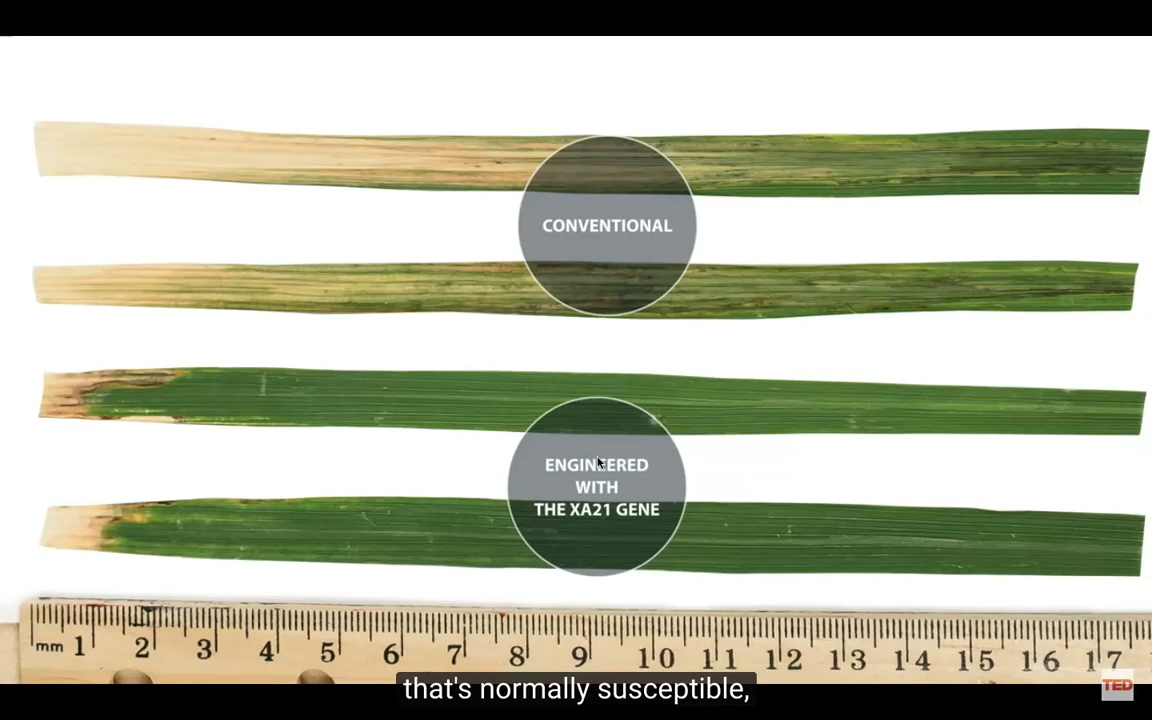 CONVENTIONAL
ENGINEERED
WITH
THE XA21 GENE
mm 1 2 3 4 5 6 7 8 9 10 11 12 13 14 15 16 17
that's normally susceptible,
TED